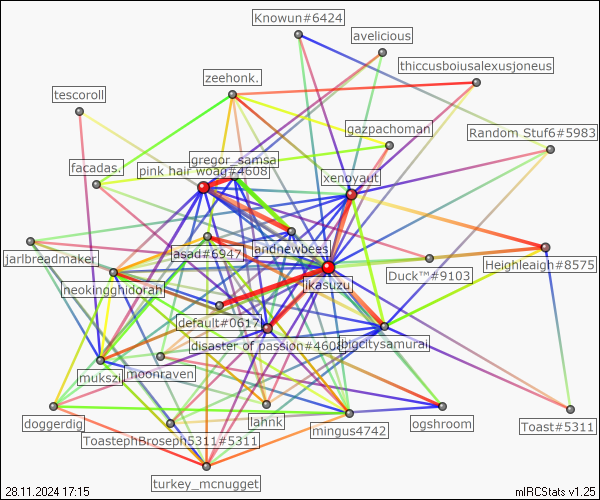 Knowun#6424
avelicious
thiccusboiusalexusjoneus
zeehonk.
tescoroll
gazpachoman
Random Stuf6#5983
gregor_samsa
facadas.
pink hair woag#4608
xenoyaut
andnewbees
jarlbreadmaker
asad#6947
Heighleigh#8575
Duck™#9103
neokingghidorah
ikasuzu
default#0617
disaster of passion#4608
bigcitysamurai
mukszi
moonraven
doggerdig
lahnk
mingus4742
ogshroom
Toast#5311
ToastephBroseph5311#5311
turkey_mcnugget
28.11.2024 17:15
mIRCStats v1.25